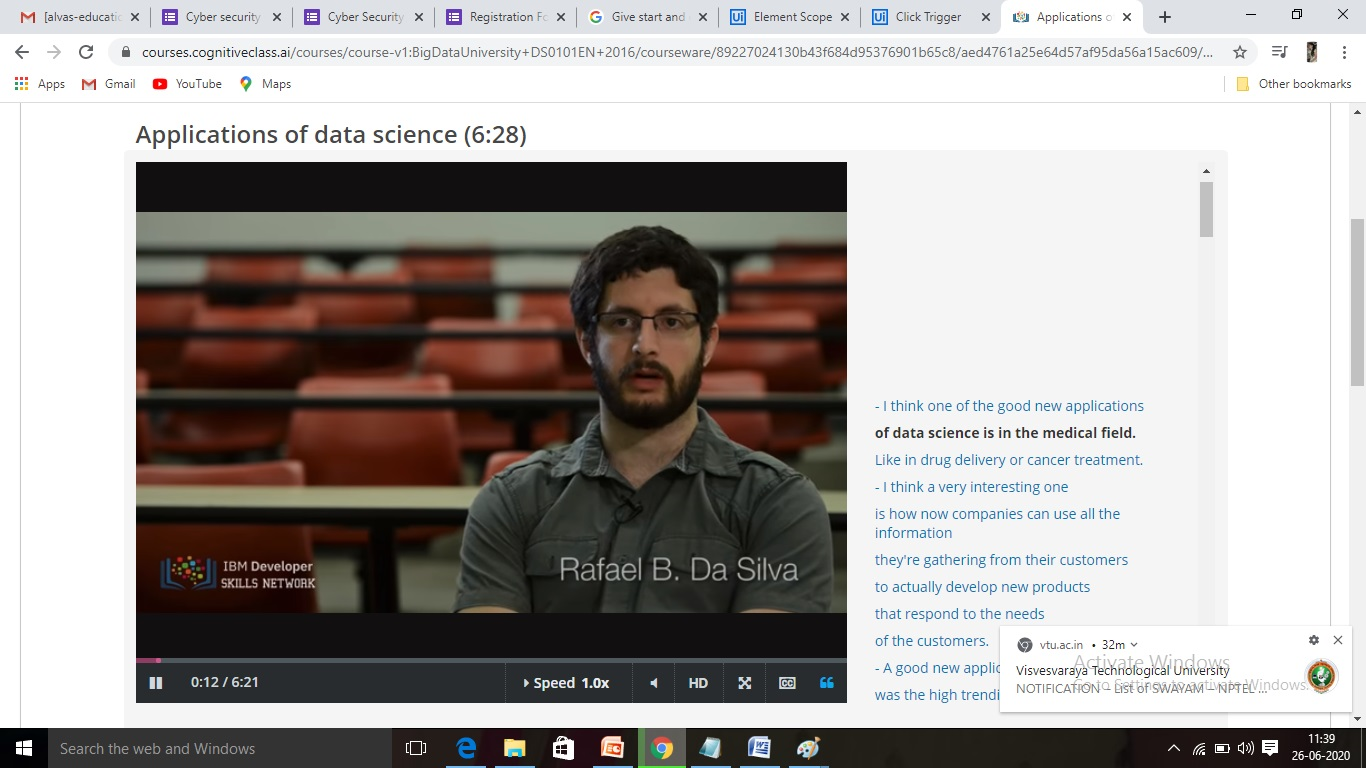 [alvas-educatio
Cyber security
Cyber Security
Registration Fo
Give start and
Element Scope
Click Trigger
Applications o
courses.cognitiveclass.ai/courses/course-v1:BigDataUniversity+DS0101EN+2016/courseware/89227024130b43f684d95376901b65c8/aed4761a25e64d57af95da56a15ac609/...
Apps
Gmail
YouTube
Maps
Other bookmarks
Applications of data science (6:28)
IBM Developer
SKILLS NETWORK
Rafael B. Da Silva
0:12 / 6:21
Speed 1.0x
HD
CC
- I think one of the good new applications
of data science is in the medical field.
Like in drug delivery or cancer treatment.
- I think a very interesting one
is how now companies can use all the
information
they're gathering from their customers
to actually develop new products
that respond to the needs
of the customers.
- A good new applic
was the high trendi
vtu.ac.in • 32m
Activate Windows
Visvesvaraya Technological University
Go to Settings to activate Windows.
NOTIFICATION – List of SWAYAM – NPTEL ...
Search the web and Windows
11:39
26-06-2020